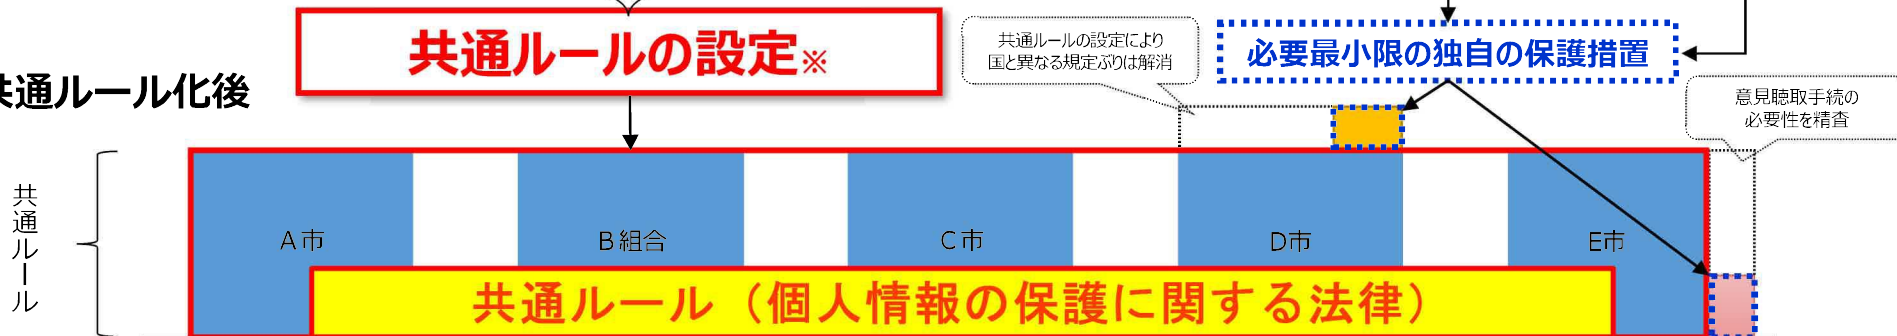 共通ルールの設定※
共通ルールの設定により
国と異なる規定ぶりは解消
必要最小限の独自の保護措置
共通ルール化後
意見聴取手続の
必要性を精査
共通ルール
A市
B組合
C市
D市
E市
共通ルール（個人情報の保護に関する法律）